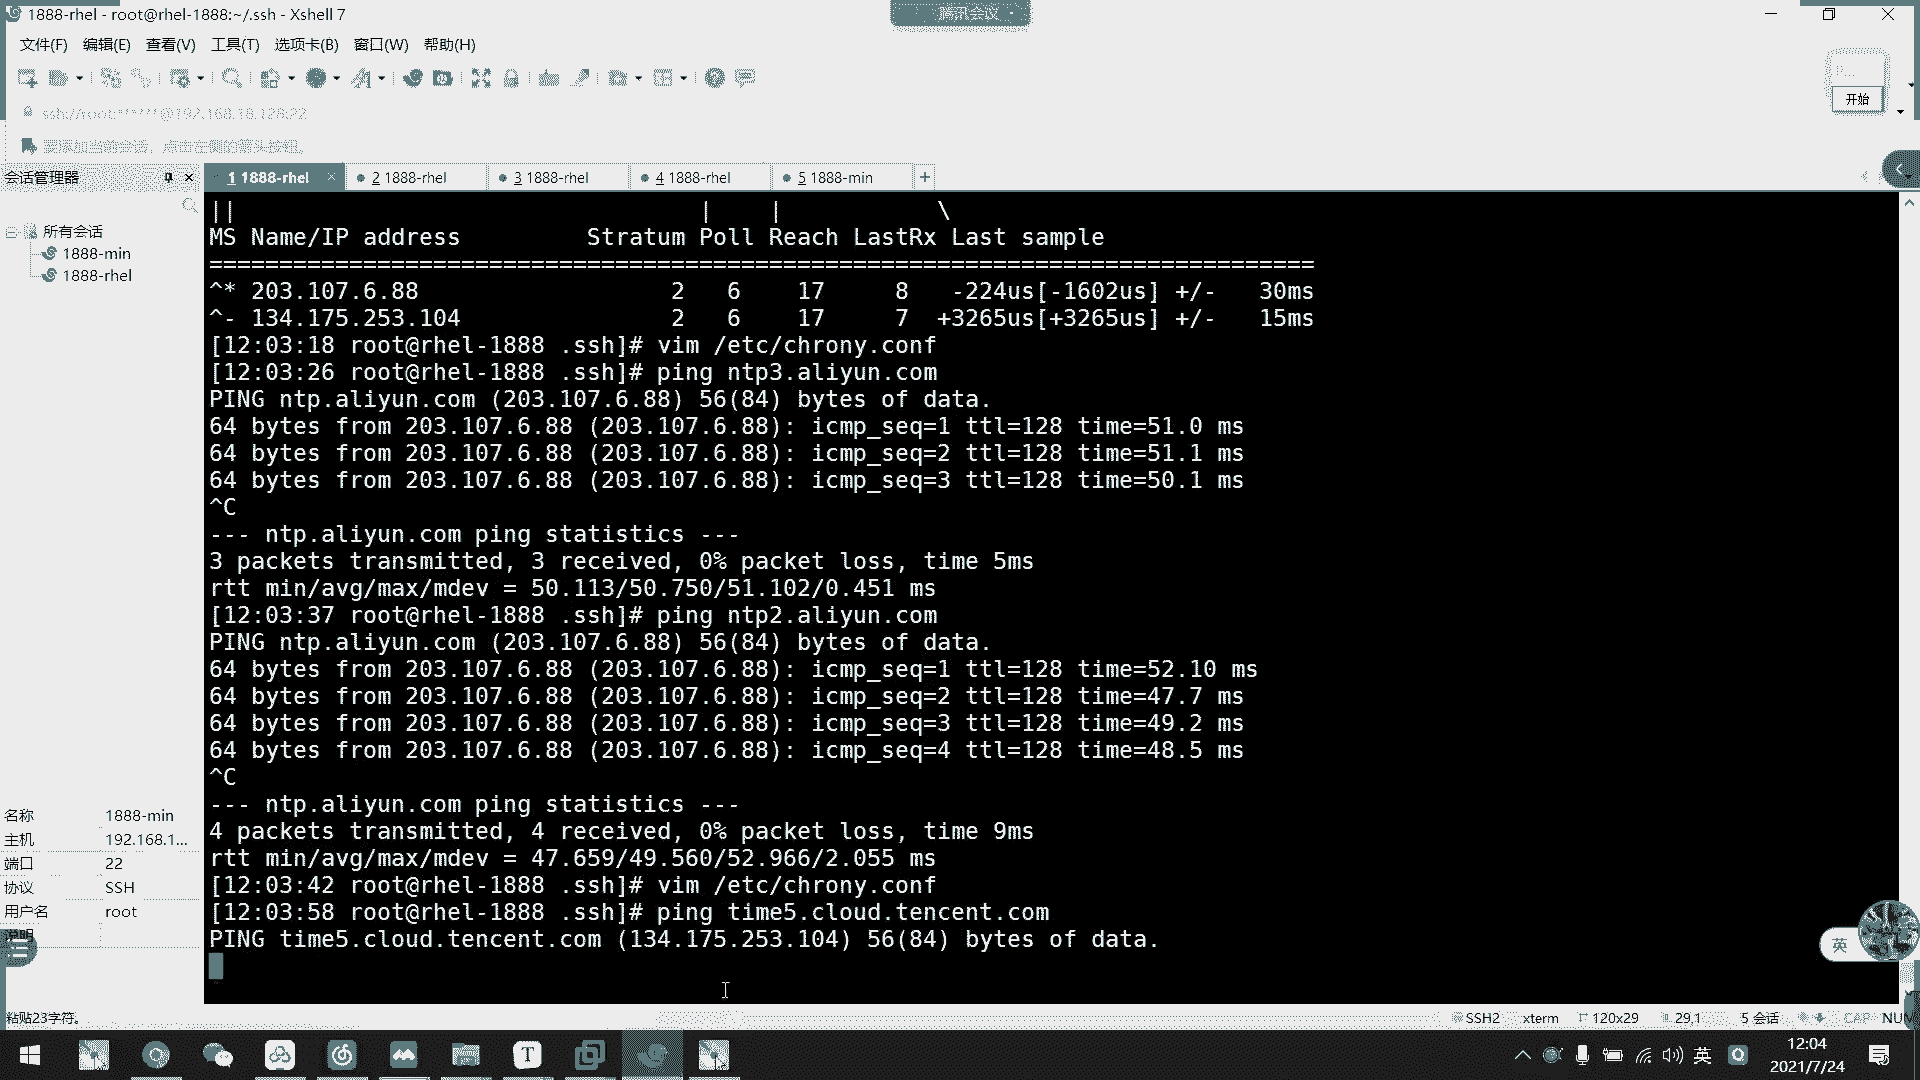 1888-rhel - root@rhel-1888:~/.ssh - Xshell 7
腾讯会议
文件(F) 编辑(E) 查看(V) 工具(T) 选项卡(B) 窗口(W) 帮助(H)
开始
ssh://root:******@192.168.18.128:22
要添加当前会话，点击左侧的箭头按钮。
会话管理器
1 1888-rhel
2 1888-rhel
3 1888-rhel
4 1888-rhel
5 1888-min
所有会话
1888-min
1888-rhel
|| | | \
MS Name/IP address Stratum Poll Reach LastRx Last sample
===============================================================================
^* 203.107.6.88 2 6 17 8 -224us[-1602us] +/- 30ms
^- 134.175.253.104 2 6 17 7 +3265us[+3265us] +/- 15ms
[12:03:18 root@rhel-1888 .ssh]# vim /etc/chrony.conf
[12:03:26 root@rhel-1888 .ssh]# ping ntp3.aliyun.com
PING ntp.aliyun.com (203.107.6.88) 56(84) bytes of data.
64 bytes from 203.107.6.88 (203.107.6.88): icmp_seq=1 ttl=128 time=51.0 ms
64 bytes from 203.107.6.88 (203.107.6.88): icmp_seq=2 ttl=128 time=51.1 ms
64 bytes from 203.107.6.88 (203.107.6.88): icmp_seq=3 ttl=128 time=50.1 ms
^C
--- ntp.aliyun.com ping statistics ---
3 packets transmitted, 3 received, 0% packet loss, time 5ms
rtt min/avg/max/mdev = 50.113/50.750/51.102/0.451 ms
[12:03:37 root@rhel-1888 .ssh]# ping ntp2.aliyun.com
PING ntp.aliyun.com (203.107.6.88) 56(84) bytes of data.
64 bytes from 203.107.6.88 (203.107.6.88): icmp_seq=1 ttl=128 time=52.10 ms
64 bytes from 203.107.6.88 (203.107.6.88): icmp_seq=2 ttl=128 time=47.7 ms
64 bytes from 203.107.6.88 (203.107.6.88): icmp_seq=3 ttl=128 time=49.2 ms
64 bytes from 203.107.6.88 (203.107.6.88): icmp_seq=4 ttl=128 time=48.5 ms
^C
--- ntp.aliyun.com ping statistics ---
4 packets transmitted, 4 received, 0% packet loss, time 9ms
rtt min/avg/max/mdev = 47.659/49.560/52.966/2.055 ms
[12:03:42 root@rhel-1888 .ssh]# vim /etc/chrony.conf
[12:03:58 root@rhel-1888 .ssh]# ping time5.cloud.tencent.com
PING time5.cloud.tencent.com (134.175.253.104) 56(84) bytes of data.
名称 1888-min
主机 192.168.1...
端口 22
协议 SSH
用户名 root
说明
英
粘贴23字符。
SSH2 xterm 120x29 29,1 5 会话 CAP NUM
英
12:04
2021/7/24